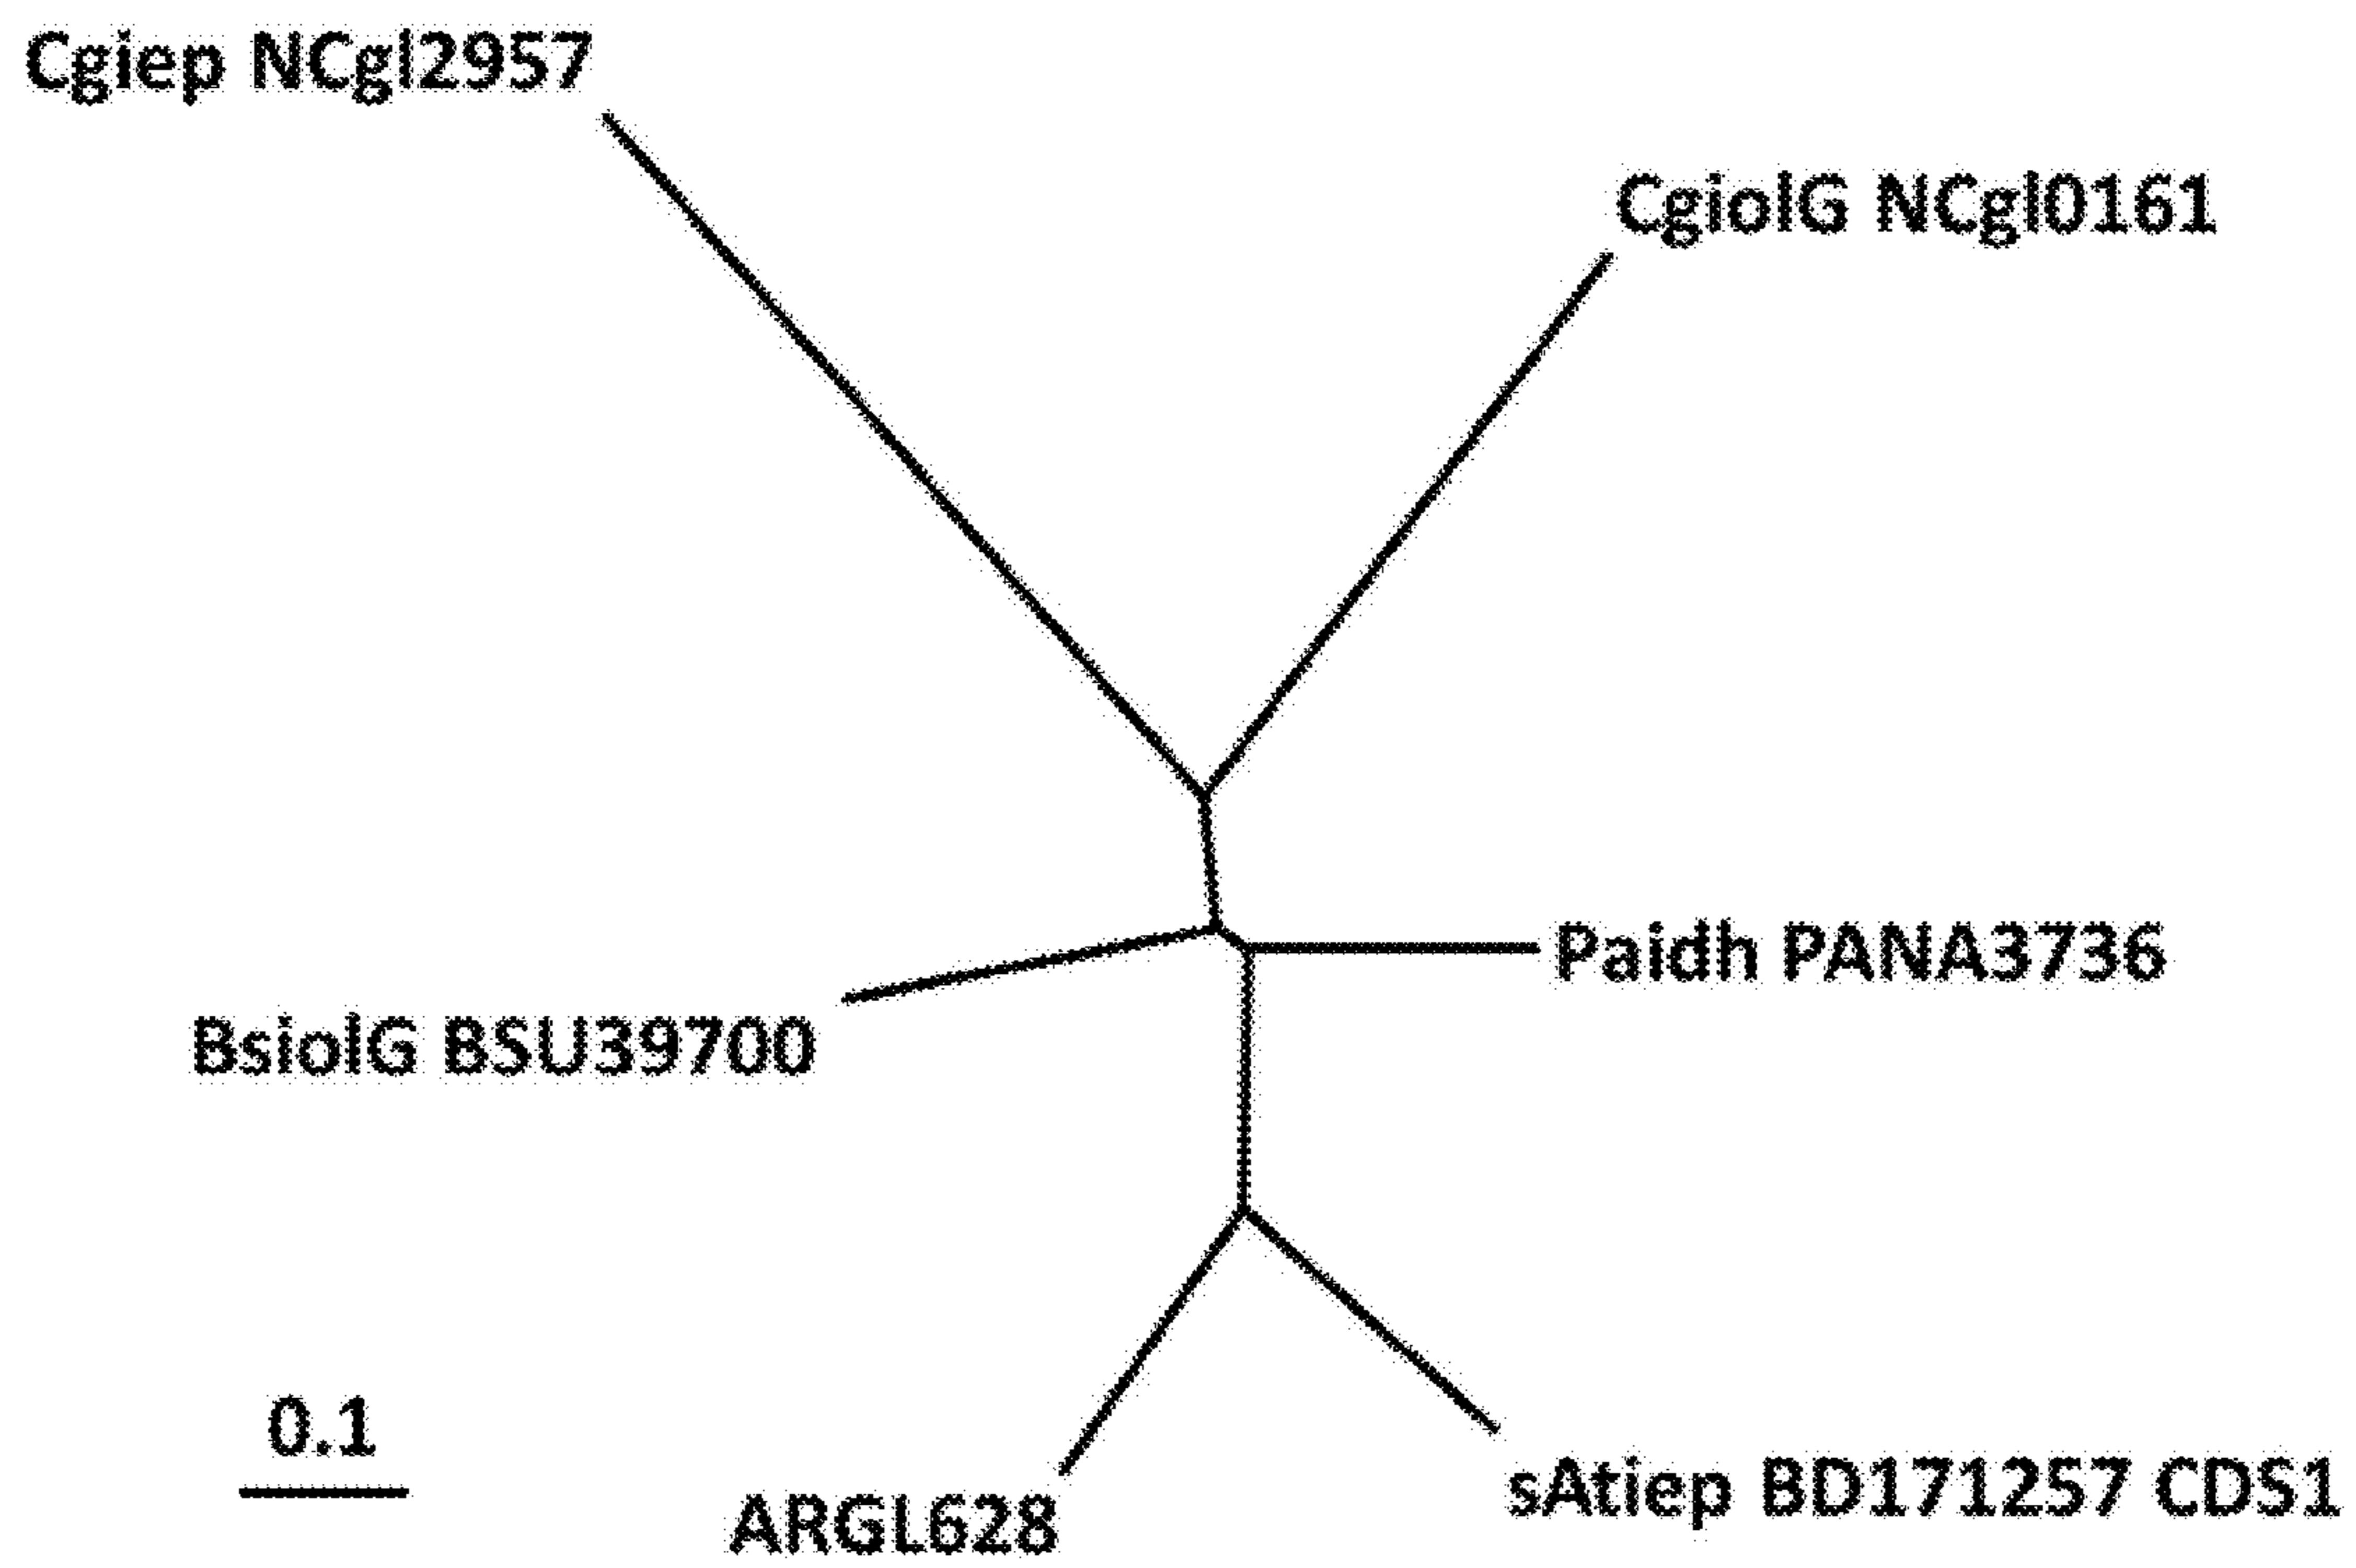 Cgiep NCgl2957
CgiolG NCgl0161
Paidh PANA3736
BsiolG BSU39700
0.1
sAtiep BD171257 CDS1
ARGL628